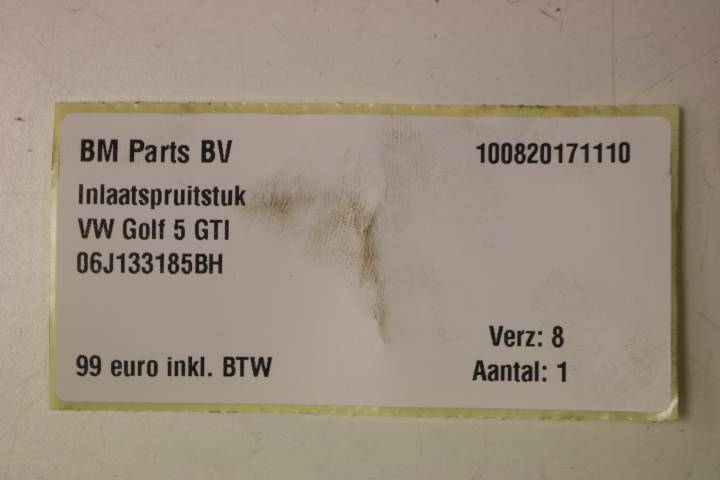 BM Parts BV 100820171110
Inlaatspruitstuk
VW Golf 5 GTI
06J133185BH
Verz: 8
99 euro inkl. BTW Aantal: 1